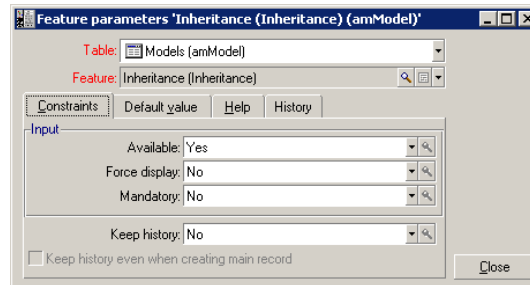 Feature parameters 'Inheritance (Inheritance) (amModel)'
Table: Models (amModel)
Feature: Inheritance (Inheritance)
Constraints Default value Help History
Input
Available: Yes
Force display: No
Mandatory: No
Keep history: No
Keep history even when creating main record
Close